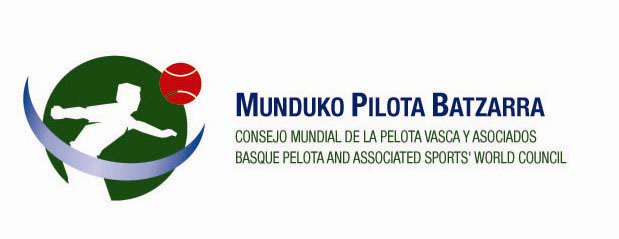 MUNDUKO PILOTA BATZARRA
CONSEJO MUNDIAL DE LA PELOTA VASCA Y ASOCIADOS
BASQUE PELOTA AND ASSOCIATED SPORTS' WORLD COUNCIL